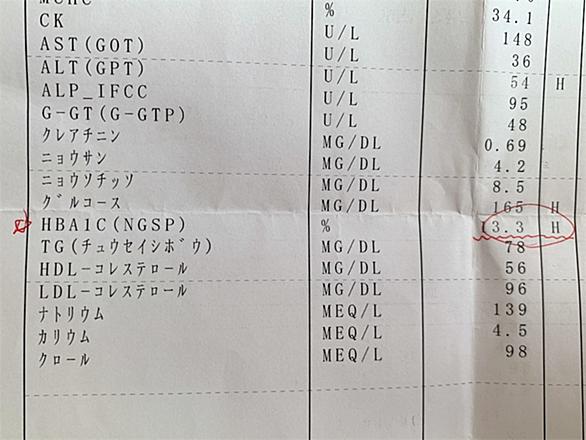 MCHC % 34.1
CK U/L 148
AST(GOT) U/L 36
ALT(GPT) U/L 54 H
ALP_IFCC U/L 95
G-GT(G-GTP) U/L 48
クレアチニン MG/DL 0.69
ニョウサン MG/DL 4.2
ニョウソチッソ MG/DL 8.5
グルコース MG/DL 165 H
HBA1C(NGSP) % 13.3 H
TG(チュウセイシボウ) MG/DL 78
HDL-コレステロール MG/DL 56
LDL-コレステロール MG/DL 96
ナトリウム MEQ/L 139
カリウム MEQ/L 4.5
クロール MEQ/L 98